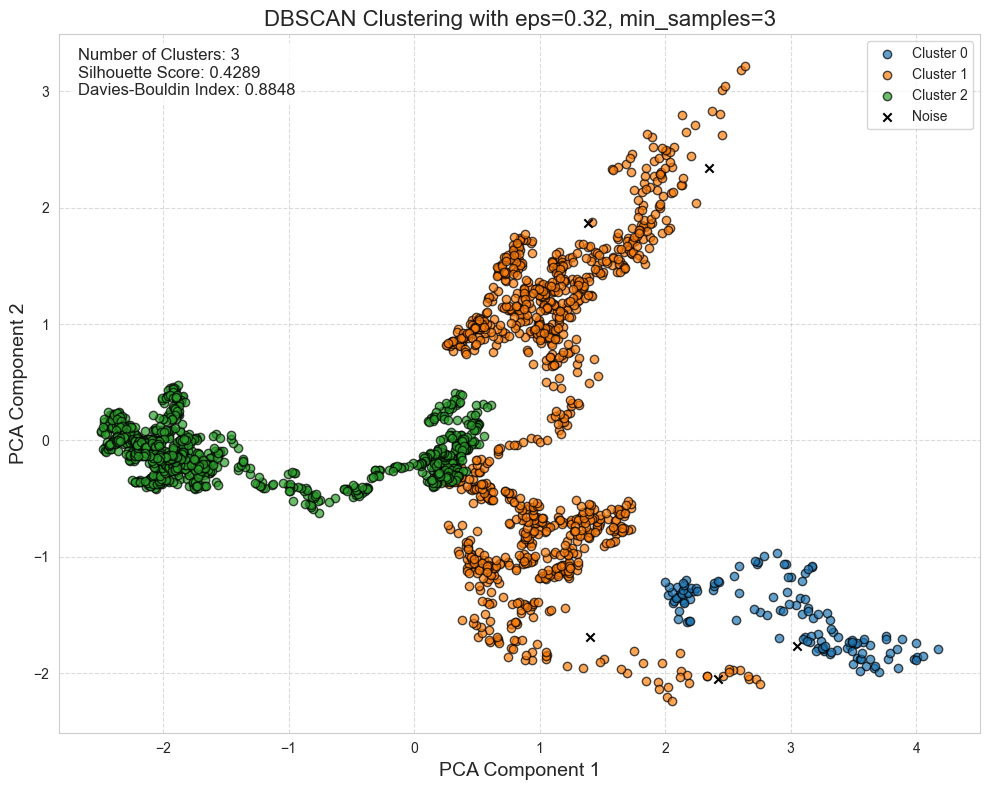 DBSCAN Clustering with eps=0.32, min_samples=3
Number of Clusters: 3
Silhouette Score: 0.4289
Davies-Bouldin Index: 0.8848
Cluster 0
Cluster 1
Cluster 2
Noise
PCA Component 2
3
2
1
0
−1
−2
−2 −1 0 1 2 3 4
PCA Component 1